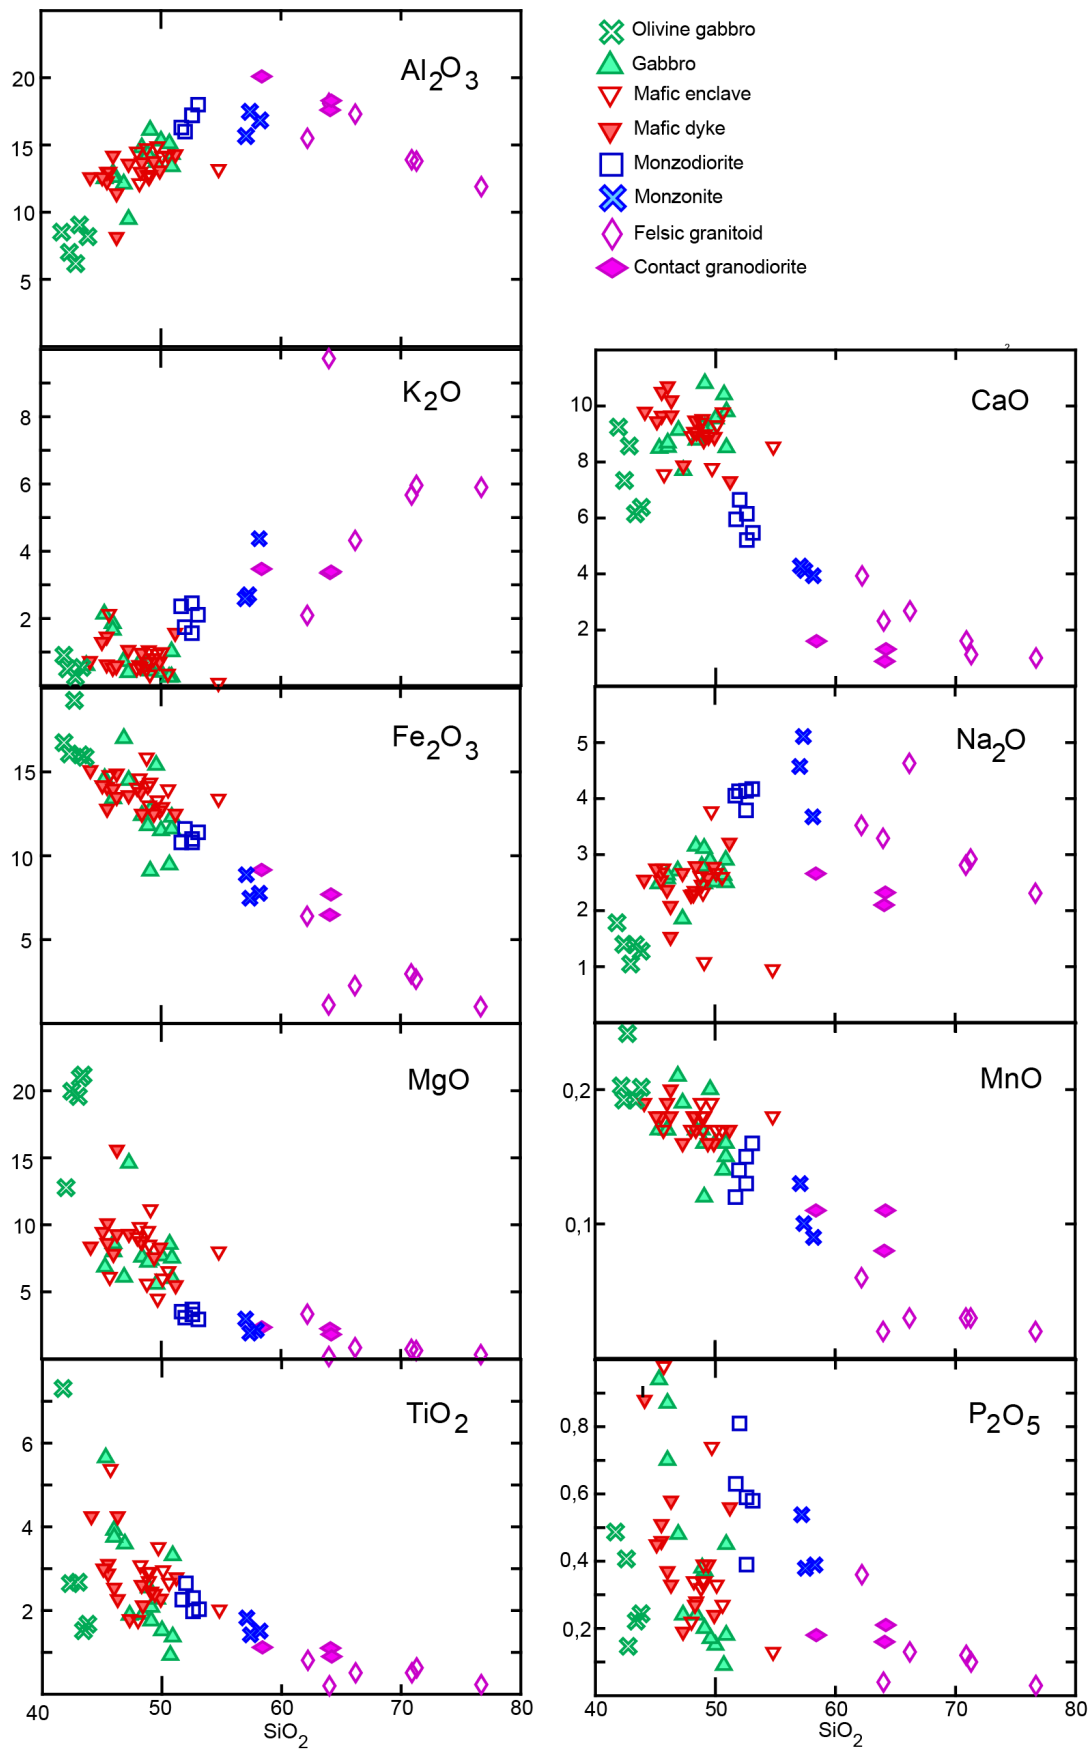 Al2O3
20
15
10
5
Olivine gabbro
Gabbro
Mafic enclave
Mafic dyke
Monzodiorite
Monzonite
Felsic granitoid
Contact granodiorite
K2O
8
6
4
2
2
CaO
10
8
6
4
2
Fe2O3
15
10
5
Na2O
5
4
3
2
1
MgO
20
15
10
5
MnO
0,2
0,1
TiO2
6
4
2
P2O5
0,8
0,6
0,4
0,2
40 50 60 70 80
SiO2
40 50 60 70 80
SiO2